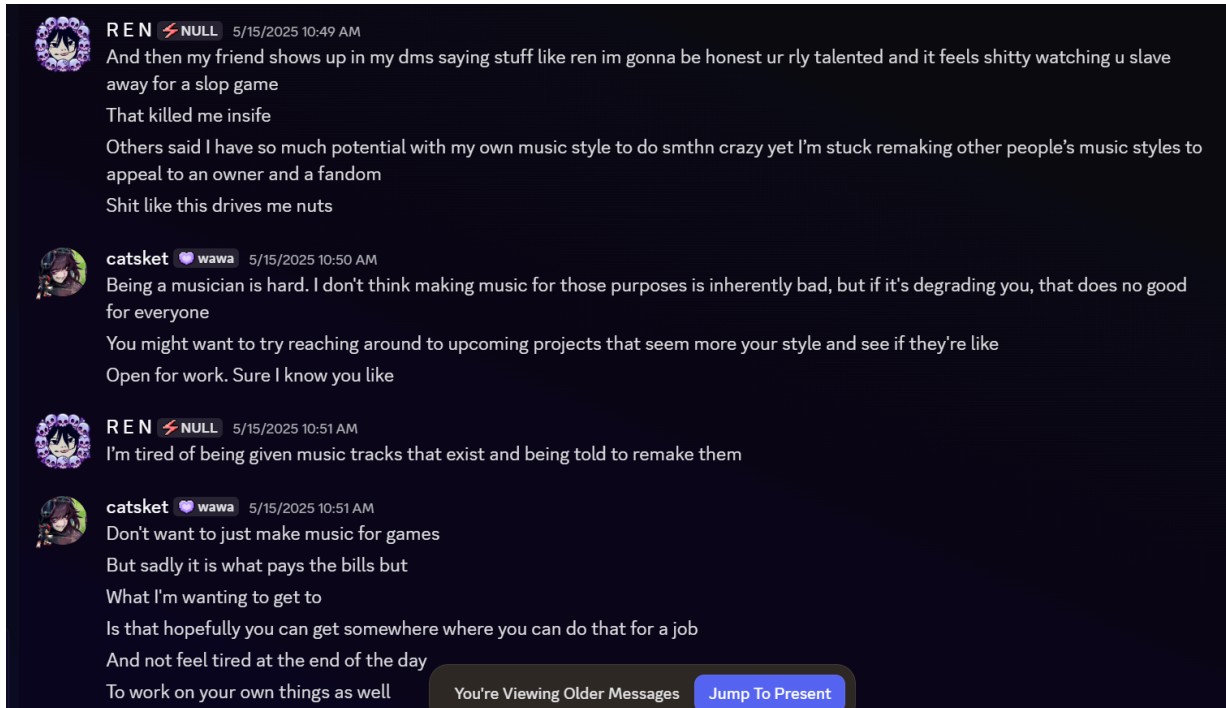 R E N NULL 5/15/2025 10:49 AM
And then my friend shows up in my dms saying stuff like ren im gonna be honest ur rly talented and it feels shitty watching u slave
away for a slop game
That killed me insife
Others said I have so much potential with my own music style to do smthn crazy yet I’m stuck remaking other people’s music styles to
appeal to an owner and a fandom
Shit like this drives me nuts
catsket wawa 5/15/2025 10:50 AM
Being a musician is hard. I don't think making music for those purposes is inherently bad, but if it's degrading you, that does no good
for everyone
You might want to try reaching around to upcoming projects that seem more your style and see if they're like
Open for work. Sure I know you like
R E N NULL 5/15/2025 10:51 AM
I’m tired of being given music tracks that exist and being told to remake them
catsket wawa 5/15/2025 10:51 AM
Don't want to just make music for games
But sadly it is what pays the bills but
What I'm wanting to get to
Is that hopefully you can get somewhere where you can do that for a job
And not feel tired at the end of the day
To work on your own things as well
You're Viewing Older Messages Jump To Present